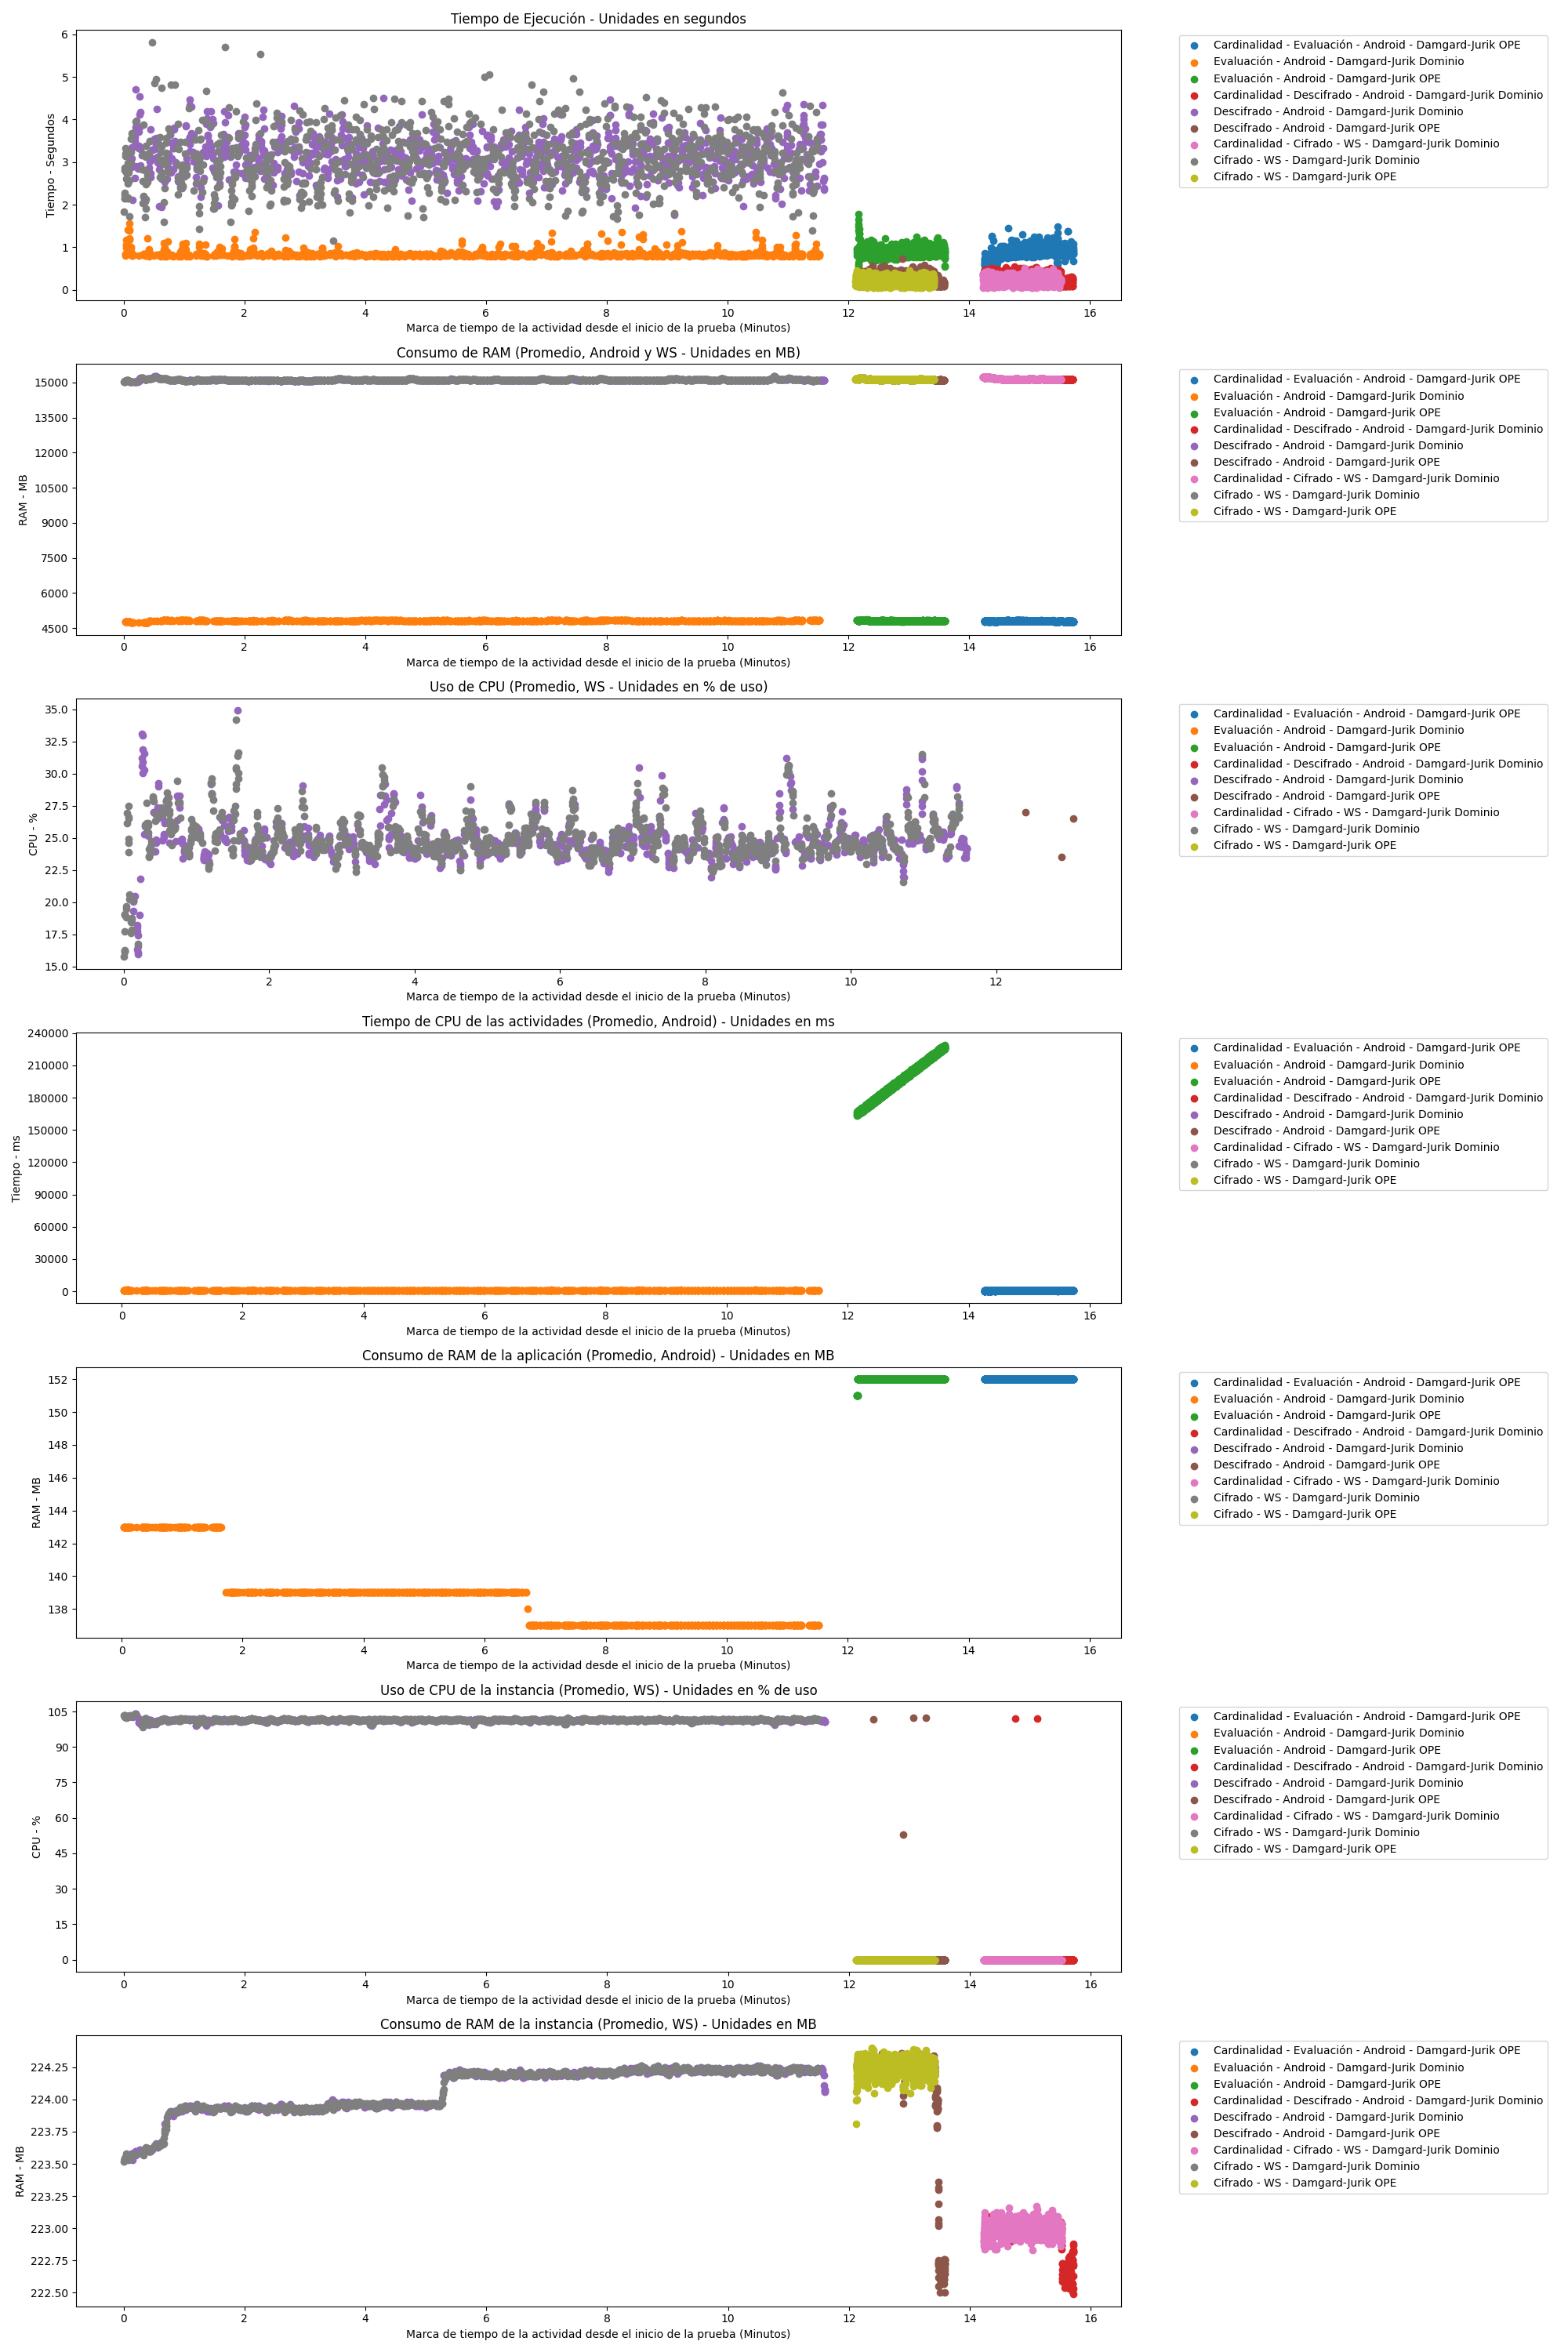 Tiempo de Ejecución - Unidades en segundos
Tiempo - Segundos
6
5
4
3
2
1
0
0 2 4 6 8 10 12 14 16
Marca de tiempo de la actividad desde el inicio de la prueba (Minutos)
Cardinalidad - Evaluación - Android - Damgard-Jurik OPE
Evaluación - Android - Damgard-Jurik Dominio
Evaluación - Android - Damgard-Jurik OPE
Cardinalidad - Descifrado - Android - Damgard-Jurik Dominio
Descifrado - Android - Damgard-Jurik Dominio
Descifrado - Android - Damgard-Jurik OPE
Cardinalidad - Cifrado - WS - Damgard-Jurik Dominio
Cifrado - WS - Damgard-Jurik Dominio
Cifrado - WS - Damgard-Jurik OPE
Consumo de RAM (Promedio, Android y WS - Unidades en MB)
RAM - MB
15000
13500
12000
10500
9000
7500
6000
4500
0 2 4 6 8 10 12 14 16
Marca de tiempo de la actividad desde el inicio de la prueba (Minutos)
Cardinalidad - Evaluación - Android - Damgard-Jurik OPE
Evaluación - Android - Damgard-Jurik Dominio
Evaluación - Android - Damgard-Jurik OPE
Cardinalidad - Descifrado - Android - Damgard-Jurik Dominio
Descifrado - Android - Damgard-Jurik Dominio
Descifrado - Android - Damgard-Jurik OPE
Cardinalidad - Cifrado - WS - Damgard-Jurik Dominio
Cifrado - WS - Damgard-Jurik Dominio
Cifrado - WS - Damgard-Jurik OPE
Uso de CPU (Promedio, WS - Unidades en % de uso)
CPU - %
35.0
32.5
30.0
27.5
25.0
22.5
20.0
17.5
15.0
0 2 4 6 8 10 12
Marca de tiempo de la actividad desde el inicio de la prueba (Minutos)
Cardinalidad - Evaluación - Android - Damgard-Jurik OPE
Evaluación - Android - Damgard-Jurik Dominio
Evaluación - Android - Damgard-Jurik OPE
Cardinalidad - Descifrado - Android - Damgard-Jurik Dominio
Descifrado - Android - Damgard-Jurik Dominio
Descifrado - Android - Damgard-Jurik OPE
Cardinalidad - Cifrado - WS - Damgard-Jurik Dominio
Cifrado - WS - Damgard-Jurik Dominio
Cifrado - WS - Damgard-Jurik OPE
Tiempo de CPU de las actividades (Promedio, Android) - Unidades en ms
Tiempo - ms
240000
210000
180000
150000
120000
90000
60000
30000
0
0 2 4 6 8 10 12 14 16
Marca de tiempo de la actividad desde el inicio de la prueba (Minutos)
Cardinalidad - Evaluación - Android - Damgard-Jurik OPE
Evaluación - Android - Damgard-Jurik Dominio
Evaluación - Android - Damgard-Jurik OPE
Cardinalidad - Descifrado - Android - Damgard-Jurik Dominio
Descifrado - Android - Damgard-Jurik Dominio
Descifrado - Android - Damgard-Jurik OPE
Cardinalidad - Cifrado - WS - Damgard-Jurik Dominio
Cifrado - WS - Damgard-Jurik Dominio
Cifrado - WS - Damgard-Jurik OPE
Consumo de RAM de la aplicación (Promedio, Android) - Unidades en MB
RAM - MB
152
150
148
146
144
142
140
138
0 2 4 6 8 10 12 14 16
Marca de tiempo de la actividad desde el inicio de la prueba (Minutos)
Cardinalidad - Evaluación - Android - Damgard-Jurik OPE
Evaluación - Android - Damgard-Jurik Dominio
Evaluación - Android - Damgard-Jurik OPE
Cardinalidad - Descifrado - Android - Damgard-Jurik Dominio
Descifrado - Android - Damgard-Jurik Dominio
Descifrado - Android - Damgard-Jurik OPE
Cardinalidad - Cifrado - WS - Damgard-Jurik Dominio
Cifrado - WS - Damgard-Jurik Dominio
Cifrado - WS - Damgard-Jurik OPE
Uso de CPU de la instancia (Promedio, WS) - Unidades en % de uso
CPU - %
105
90
75
60
45
30
15
0
0 2 4 6 8 10 12 14 16
Marca de tiempo de la actividad desde el inicio de la prueba (Minutos)
Cardinalidad - Evaluación - Android - Damgard-Jurik OPE
Evaluación - Android - Damgard-Jurik Dominio
Evaluación - Android - Damgard-Jurik OPE
Cardinalidad - Descifrado - Android - Damgard-Jurik Dominio
Descifrado - Android - Damgard-Jurik Dominio
Descifrado - Android - Damgard-Jurik OPE
Cardinalidad - Cifrado - WS - Damgard-Jurik Dominio
Cifrado - WS - Damgard-Jurik Dominio
Cifrado - WS - Damgard-Jurik OPE
Consumo de RAM de la instancia (Promedio, WS) - Unidades en MB
RAM - MB
224.25
224.00
223.75
223.50
223.25
223.00
222.75
222.50
0 2 4 6 8 10 12 14 16
Marca de tiempo de la actividad desde el inicio de la prueba (Minutos)
Cardinalidad - Evaluación - Android - Damgard-Jurik OPE
Evaluación - Android - Damgard-Jurik Dominio
Evaluación - Android - Damgard-Jurik OPE
Cardinalidad - Descifrado - Android - Damgard-Jurik Dominio
Descifrado - Android - Damgard-Jurik Dominio
Descifrado - Android - Damgard-Jurik OPE
Cardinalidad - Cifrado - WS - Damgard-Jurik Dominio
Cifrado - WS - Damgard-Jurik Dominio
Cifrado - WS - Damgard-Jurik OPE